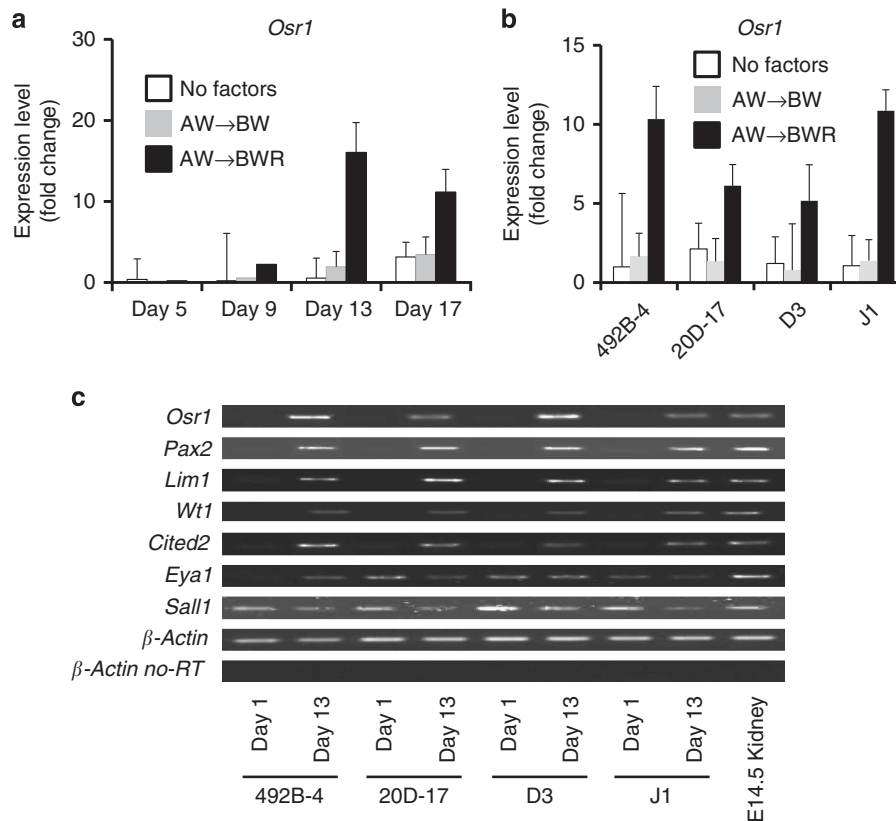 a
Osr1
30
20
10
0
Expression level
(fold change)
No factors
AW→BW
AW→BWR
Day 5
Day 9
Day 13
Day 17
b
Osr1
15
10
5
0
Expression level
(fold change)
No factors
AW→BW
AW→BWR
492B-4
20D-17
D3
J1
c
Osr1
Pax2
Lim1
Wt1
Cited2
Eya1
Sall1
β-Actin
β-Actin no-RT
Day 1
Day 13
Day 1
Day 13
Day 1
Day 13
Day 1
Day 13
E14.5 Kidney
492B-4
20D-17
D3
J1